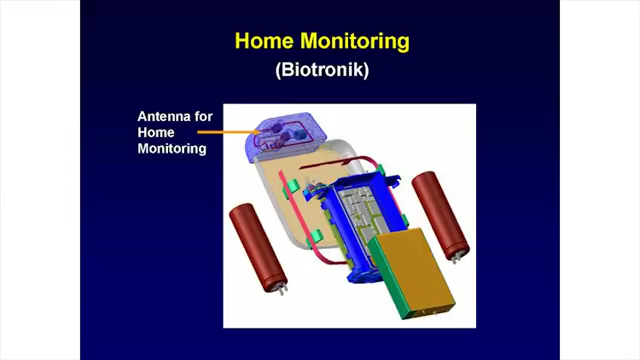 Home Monitoring
(Biotronik)
Antenna for
Home
Monitoring